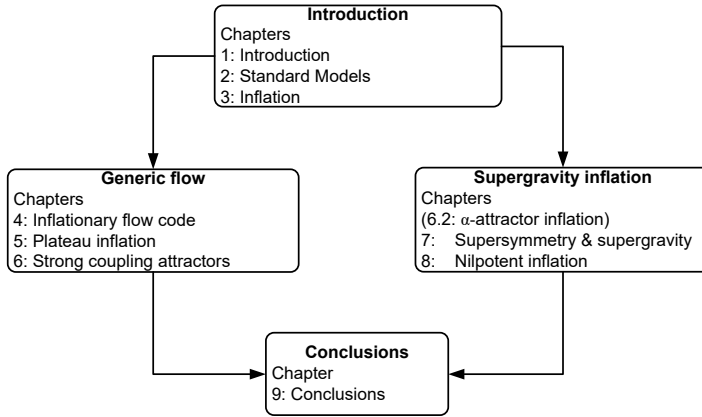 Introduction
Chapters
1: Introduction
2: Standard Models
3: Inflation
Generic flow
Chapters
4: Inflationary flow code
5: Plateau inflation
6: Strong coupling attractors
Supergravity inflation
Chapters
(6.2: α-attractor inflation)
7: Supersymmetry & supergravity
8: Nilpotent inflation
Conclusions
Chapter
9: Conclusions